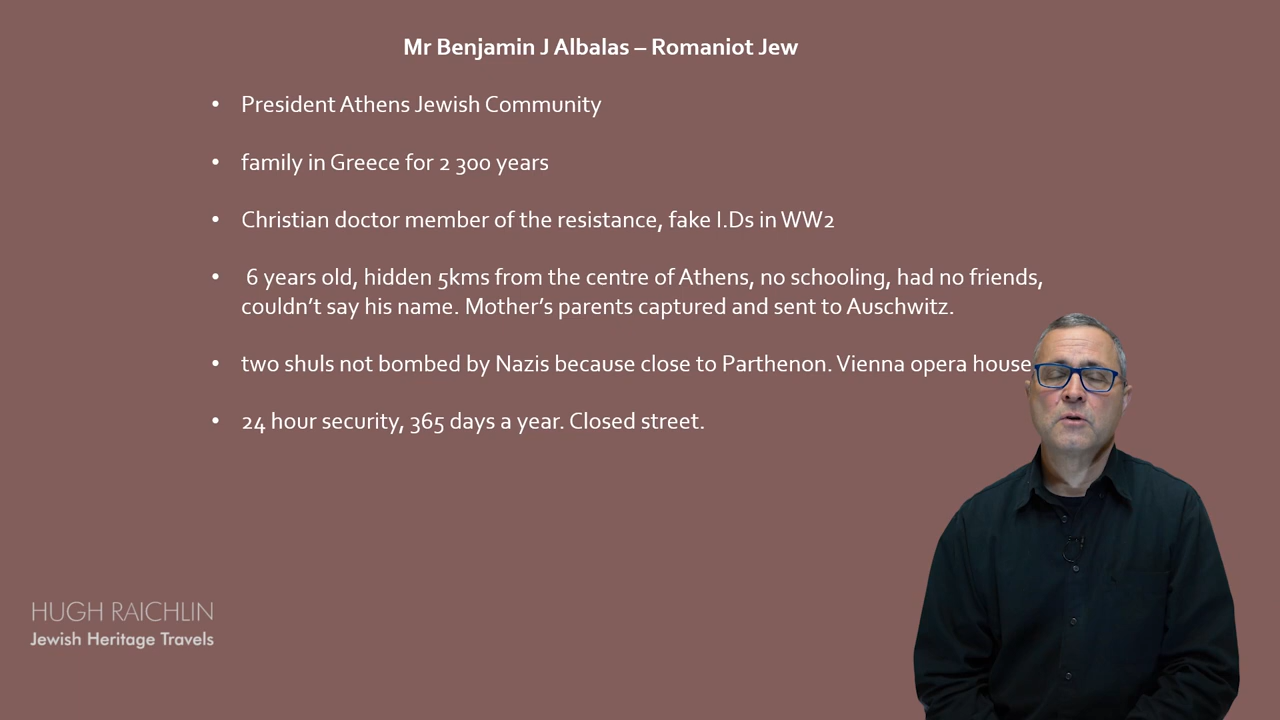 Mr Benjamin J Albalas – Romaniot Jew
• President Athens Jewish Community
• family in Greece for 2 300 years
• Christian doctor member of the resistance, fake I.Ds in WW2
• 6 years old, hidden 5kms from the centre of Athens, no schooling, had no friends,
couldn't say his name. Mother's parents captured and sent to Auschwitz.
• two shuls not bombed by Nazis because close to Parthenon. Vienna opera house
• 24 hour security, 365 days a year. Closed street.
HUGH RAICHLIN
Jewish Heritage Travels